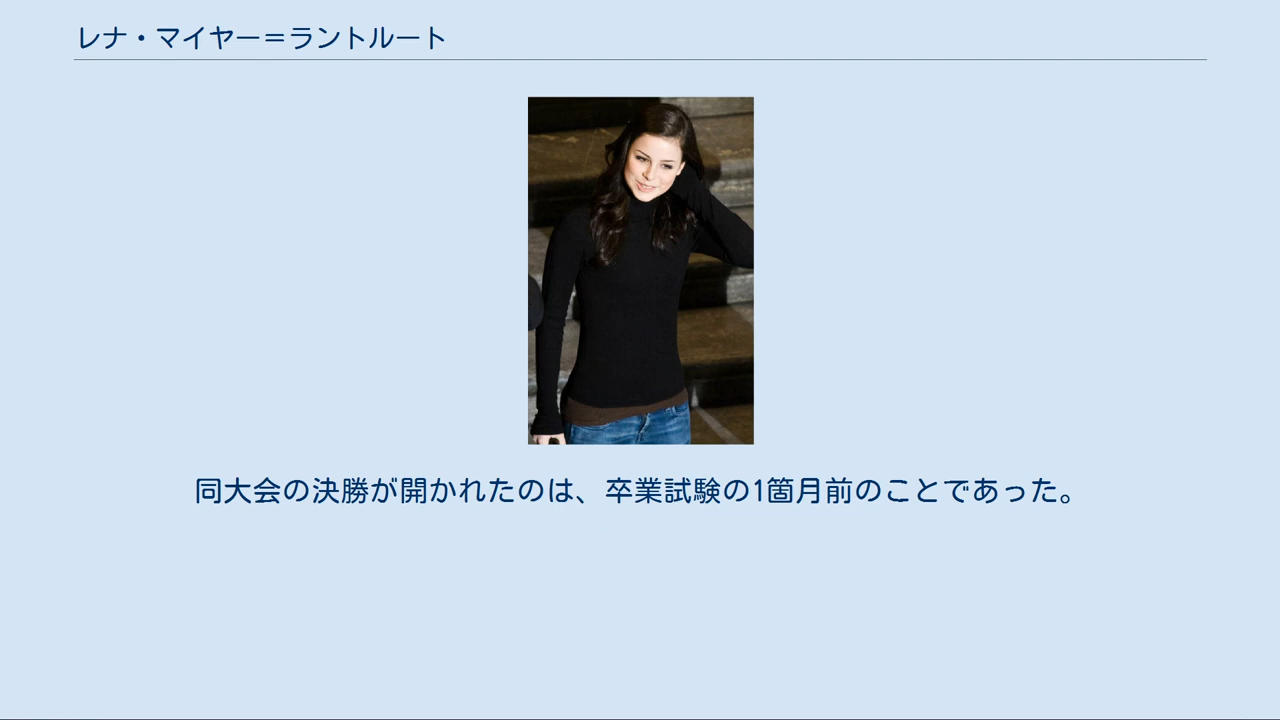 レナ・マイヤー＝ラントルート
同大会の決勝が開かれたのは、卒業試験の1箇月前のことであった。